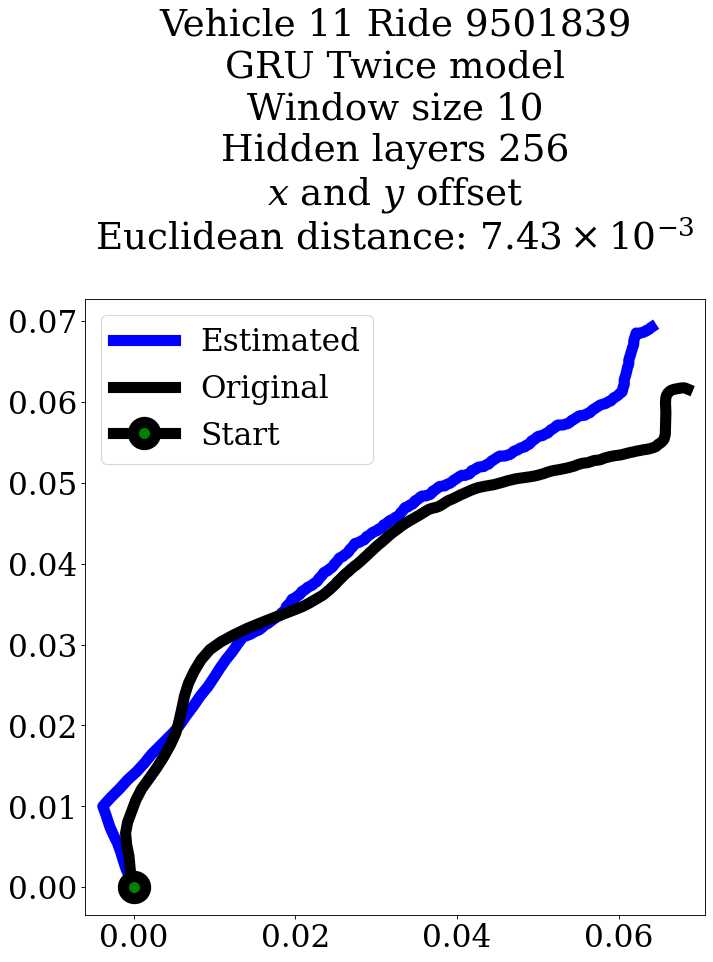 Vehicle 11 Ride 9501839
GRU Twice model
Window size 10
Hidden layers 256
x and y offset
Euclidean distance: 7.43 × 10⁻³
Estimated
Original
Start
0.07
0.06
0.05
0.04
0.03
0.02
0.01
0.00
0.00 0.02 0.04 0.06